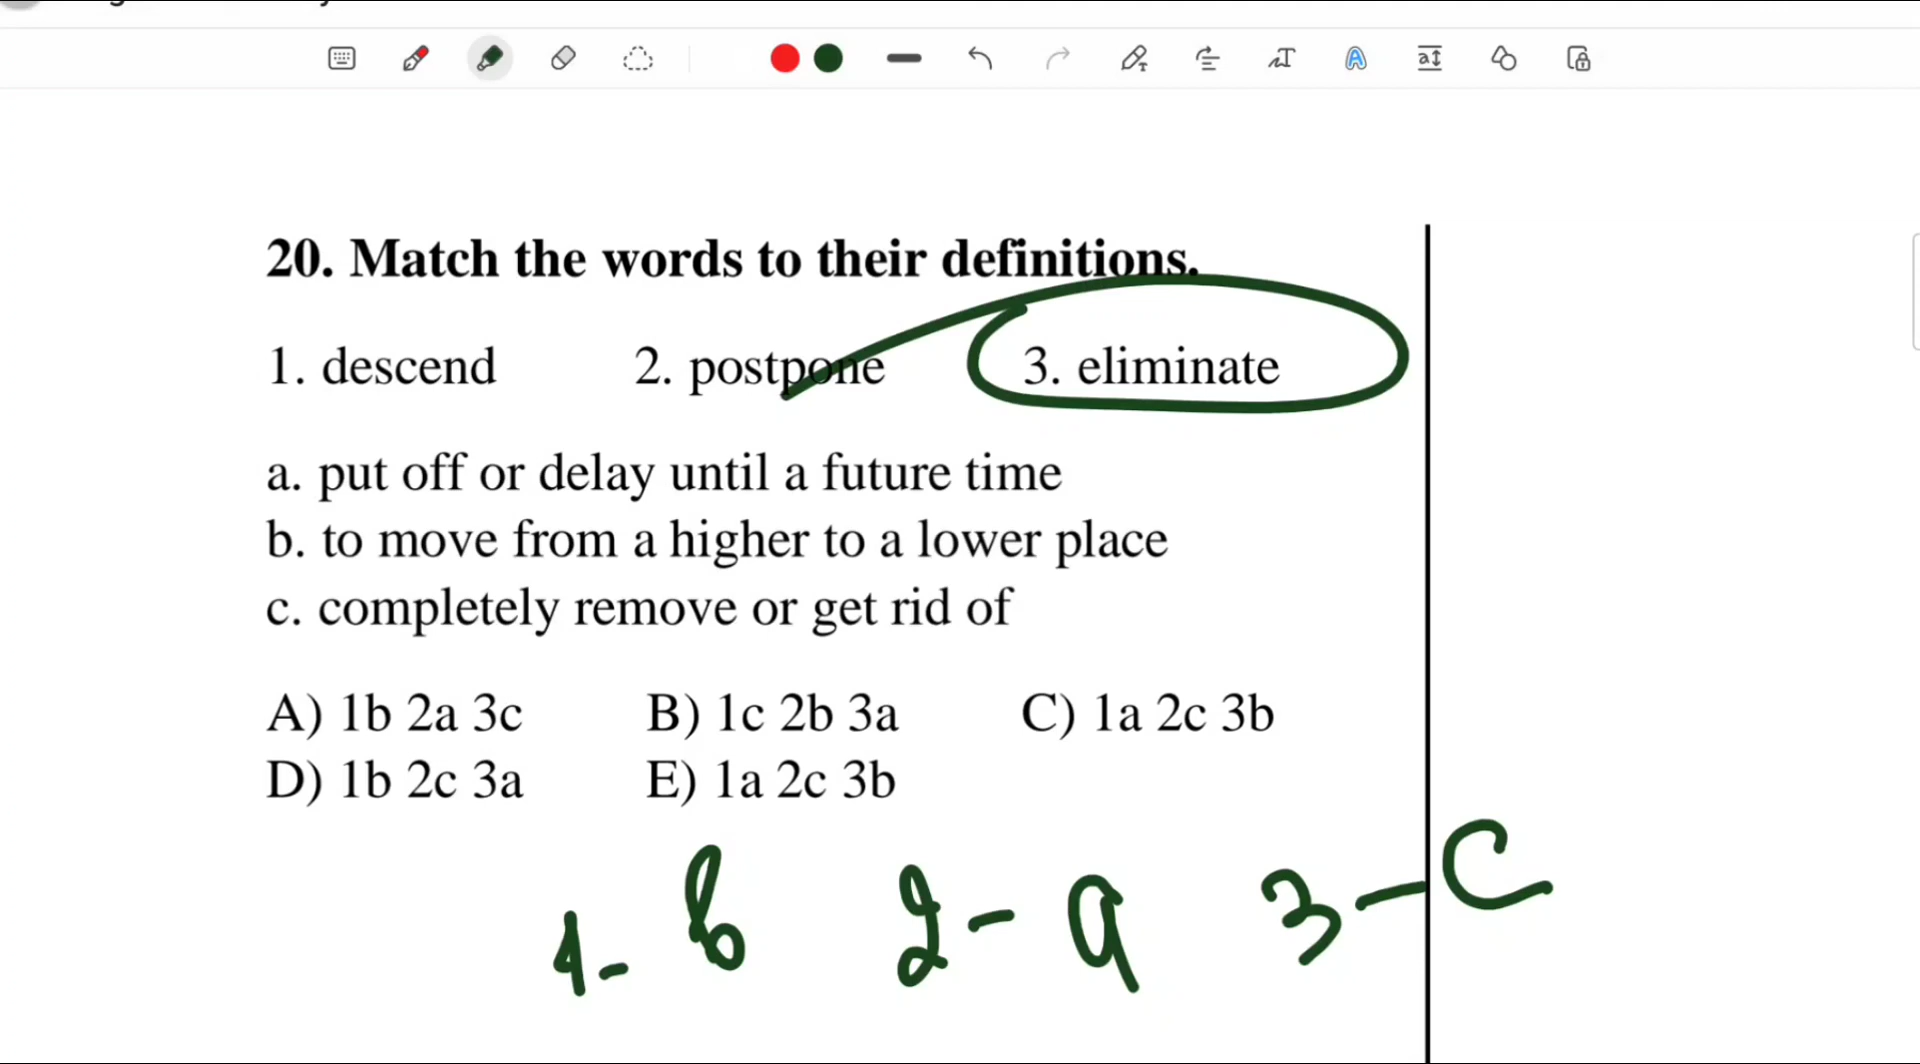 20. Match the words to their definitions.
1. descend 2. postpone 3. eliminate
a. put off or delay until a future time
b. to move from a higher to a lower place
c. completely remove or get rid of
A) 1b 2a 3c B) 1c 2b 3a C) 1a 2c 3b
D) 1b 2c 3a E) 1a 2c 3b
1- b 2 - a 3 - C